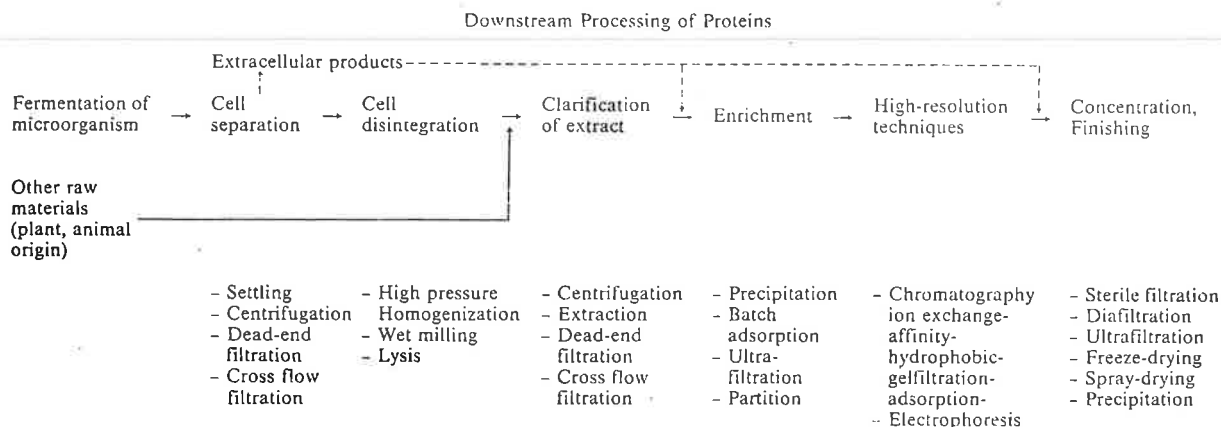 Downstream Processing of Proteins
Extracellular products
Fermentation of
microorganism
Cell
separation
Cell
disintegration
Clarification
of extract
Enrichment
High-resolution
techniques
Concentration,
Finishing
Other raw
materials
(plant, animal
origin)
- Settling
- Centrifugation
- Dead-end
filtration
- Cross flow
filtration
- High pressure
Homogenization
- Wet milling
- Lysis
- Centrifugation
- Extraction
- Dead-end
filtration
- Cross flow
filtration
- Precipitation
- Batch
adsorption
- Ultra-
filtration
- Partition
- Chromatography
ion exchange-
affinity-
hydrophobic-
gelfiltration-
adsorption-
- Electrophoresis
- Sterile filtration
- Diafiltration
- Ultrafiltration
- Freeze-drying
- Spray-drying
- Precipitation